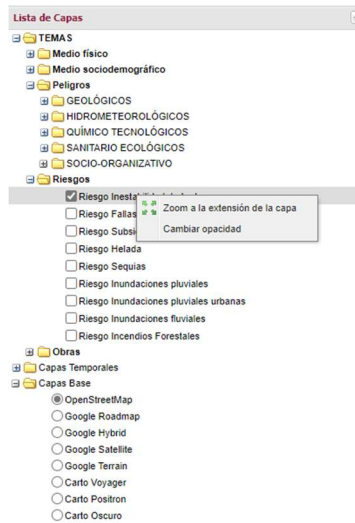 Lista de Capas
TEMAS
Medio físico
Medio sociodemográfico
Peligros
GEOLÓGICOS
HIDROMETEOROLÓGICOS
QUÍMICO TECNOLÓGICOS
SANITARIO ECOLÓGICOS
SOCIO-ORGANIZATIVO
Riesgos
Riesgo
Zoom a la extensión de la capa
Riesgo Fallas
Cambiar opacidad
Riesgo
Riesgo Helada
Riesgo Sequias
Riesgo Inundaciones pluviales
Riesgo Inundaciones pluviales urbanas
Riesgo Inundaciones fluviales
Riesgo Incendios Forestales
Obras
Capas Temporales
Capas Base
OpenStreetMap
Google Roadmap
Google Hybrid
Google Satellite
Google Terrain
Carto Voyager
Carto Positron
Carto Oscuro